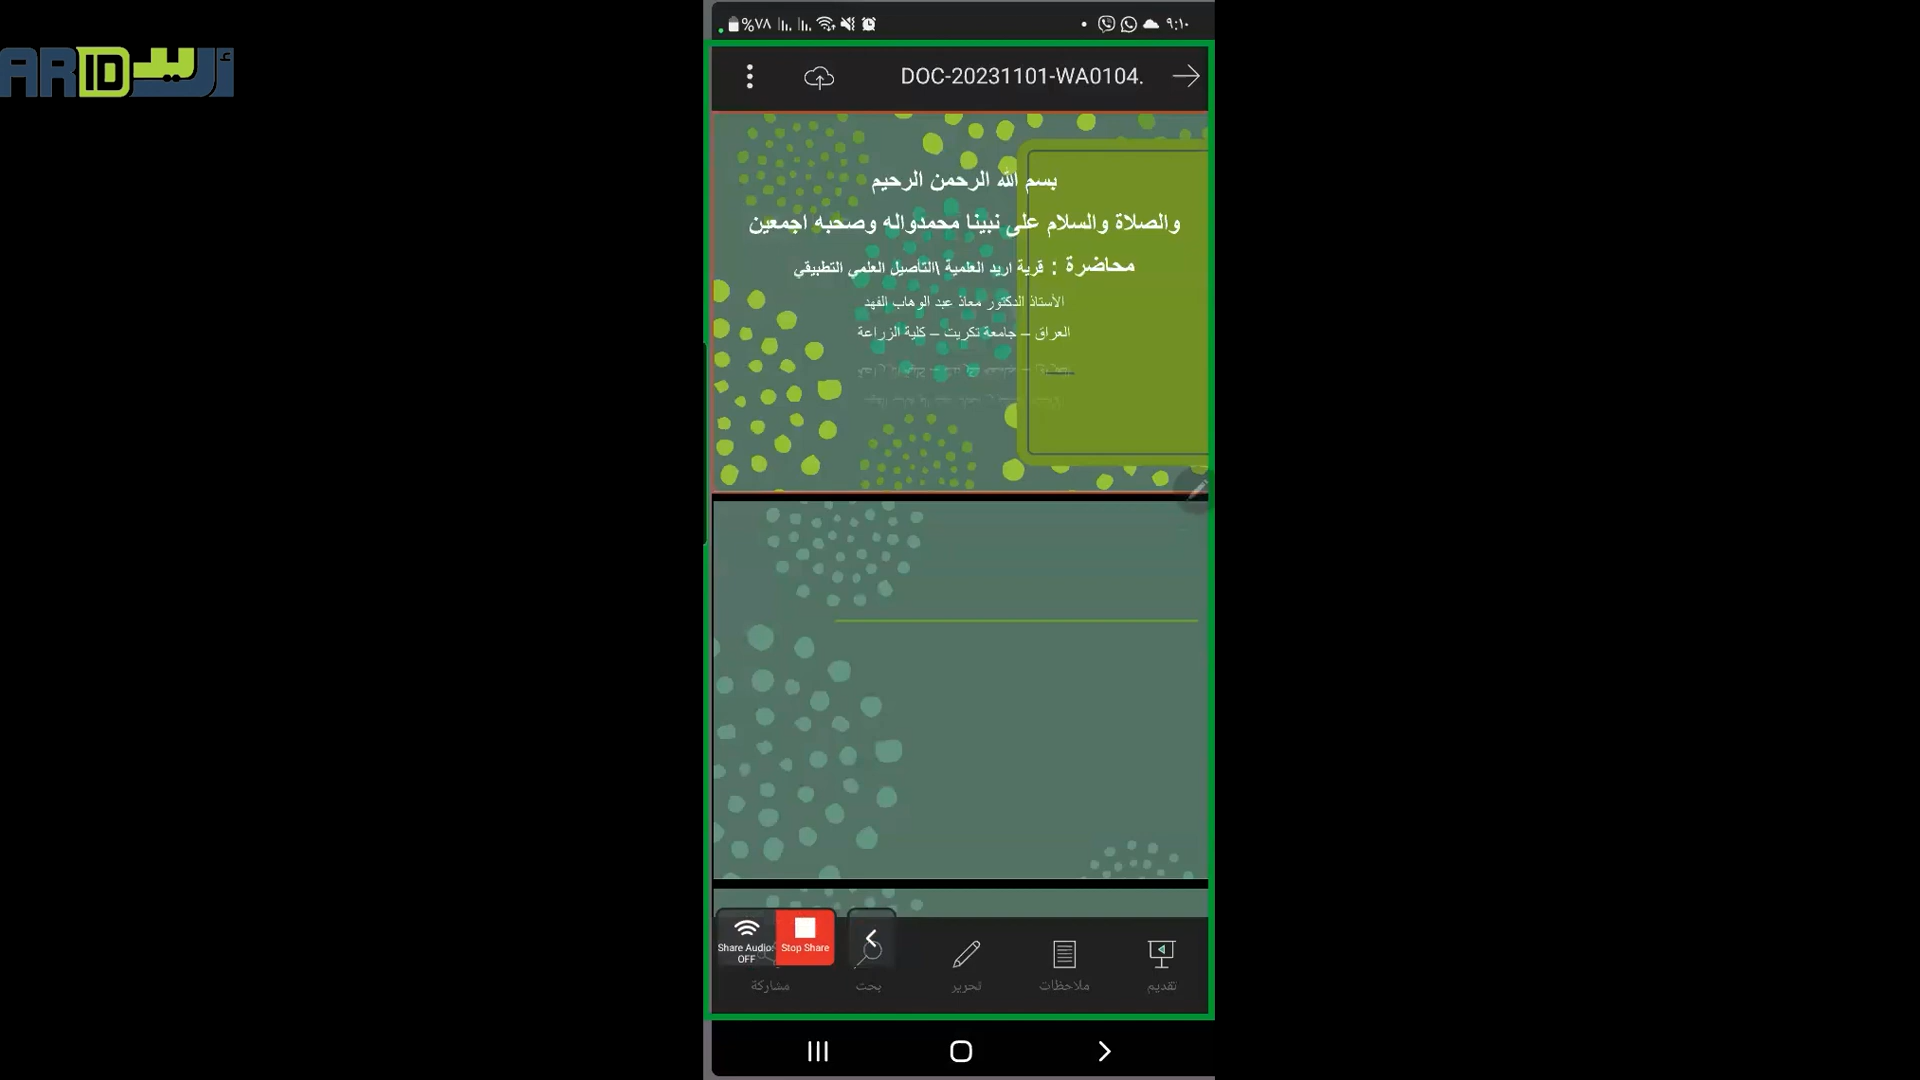 ARID أريد
%٧٨ ٩:١٠
DOC-20231101-WA0104.
بسم الله الرحمن الرحيم
والصلاة والسلام على نبينا محمدواله وصحبه اجمعين
محاضرة : قرية اريد العلمية \التأصيل العلمي التطبيقي
الأستاذ الدكتور معاذ عبد الوهاب الفهد
العراق – جامعة تكريت – كلية الزراعة
Share Audio: OFF
Stop Share
تقديم
ملاحظات
تحرير
بحث
مشاركة